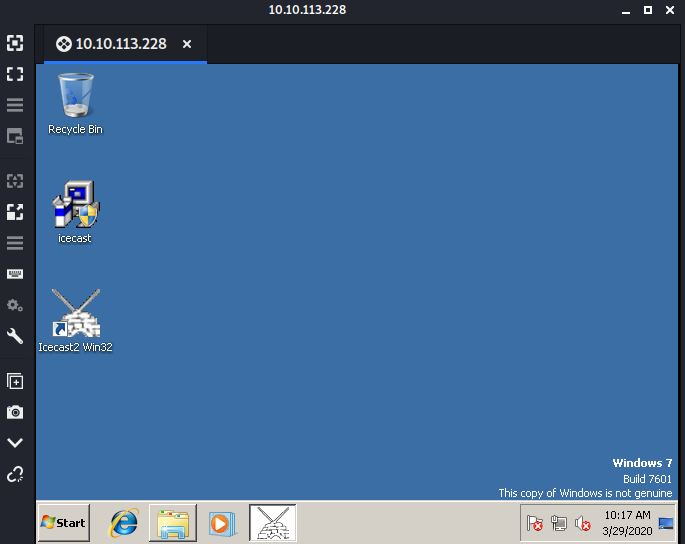 10.10.113.228
10.10.113.228
Recycle Bin
icecast
Icecast2 Win32
Windows 7
Build 7601
This copy of Windows is not genuine
Start
10:17 AM
3/29/2020